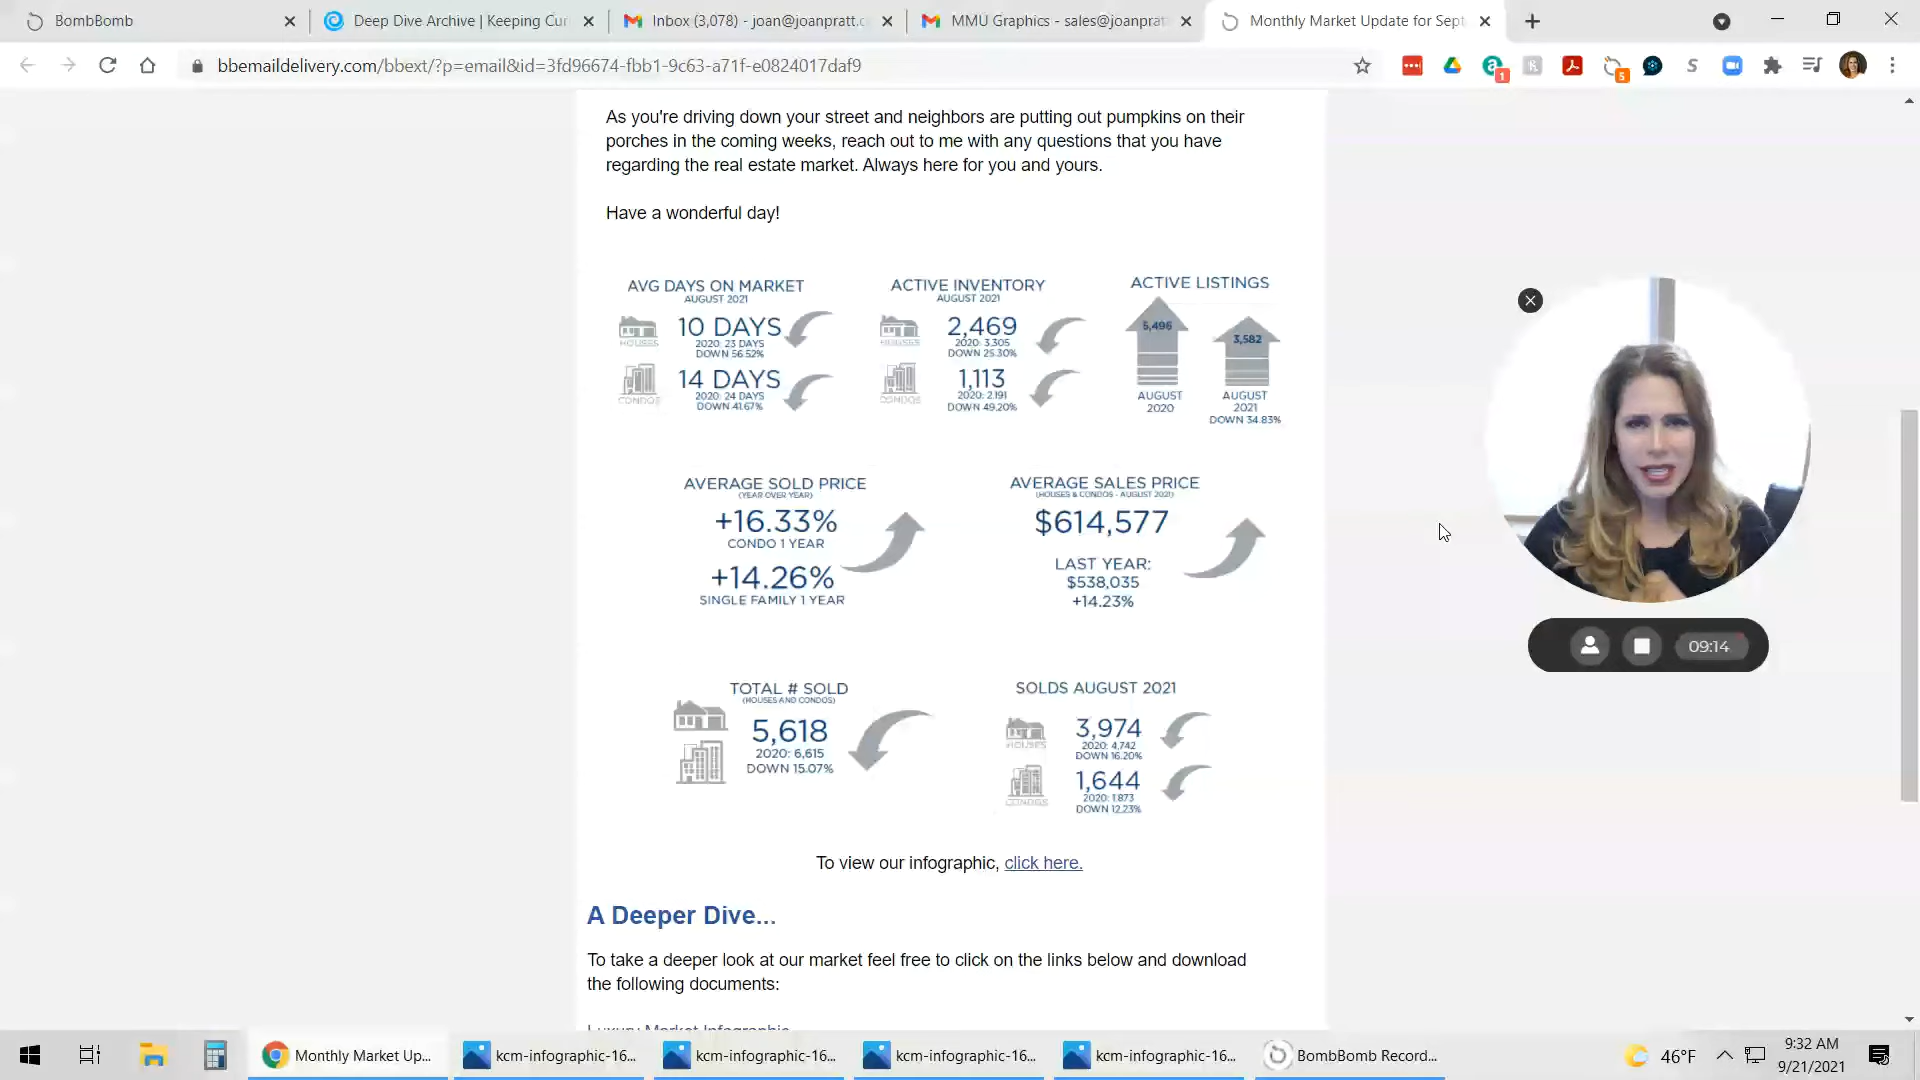 BombBomb
Deep Dive Archive | Keeping Cur
Inbox (3,078) - joan@joanpratt.c
MMU Graphics - sales@joanprat
Monthly Market Update for Sept
bbemaildelivery.com/bbext/?p=email&id=3fd96674-fbb1-9c63-a71f-e0824017daf9
1
5
As you're driving down your street and neighbors are putting out pumpkins on their
porches in the coming weeks, reach out to me with any questions that you have
regarding the real estate market. Always here for you and yours.
Have a wonderful day!
AVG DAYS ON MARKET
AUGUST 2021
HOUSES
10 DAYS
2020: 23 DAYS
DOWN 56.52%
CONDOS
14 DAYS
2020: 24 DAYS
DOWN 41.67%
ACTIVE INVENTORY
AUGUST 2021
HOUSES
2,469
2020: 3,305
DOWN 25.30%
CONDOS
1,113
2020: 2,191
DOWN 49.20%
ACTIVE LISTINGS
5,496
3,582
AUGUST
2020
AUGUST
2021
DOWN 34.83%
AVERAGE SOLD PRICE
(YEAR OVER YEAR)
+16.33%
CONDO 1 YEAR
+14.26%
SINGLE FAMILY 1 YEAR
AVERAGE SALES PRICE
(HOUSES & CONDOS - AUGUST 2021)
$614,577
LAST YEAR:
$538,035
+14.23%
09:14
TOTAL # SOLD
(HOUSES AND CONDOS)
5,618
2020: 6,615
DOWN 15.07%
SOLDS AUGUST 2021
HOUSES
3,974
2020: 4,742
DOWN 16.20%
CONDOS
1,644
2020: 1,873
DOWN 12.23%
To view our infographic, click here.
A Deeper Dive...
To take a deeper look at our market feel free to click on the links below and download
the following documents:
Luxury Market Infographic
Monthly Market Up...
kcm-infographic-16...
kcm-infographic-16...
kcm-infographic-16...
kcm-infographic-16...
BombBomb Record...
46°F
9:32 AM
9/21/2021